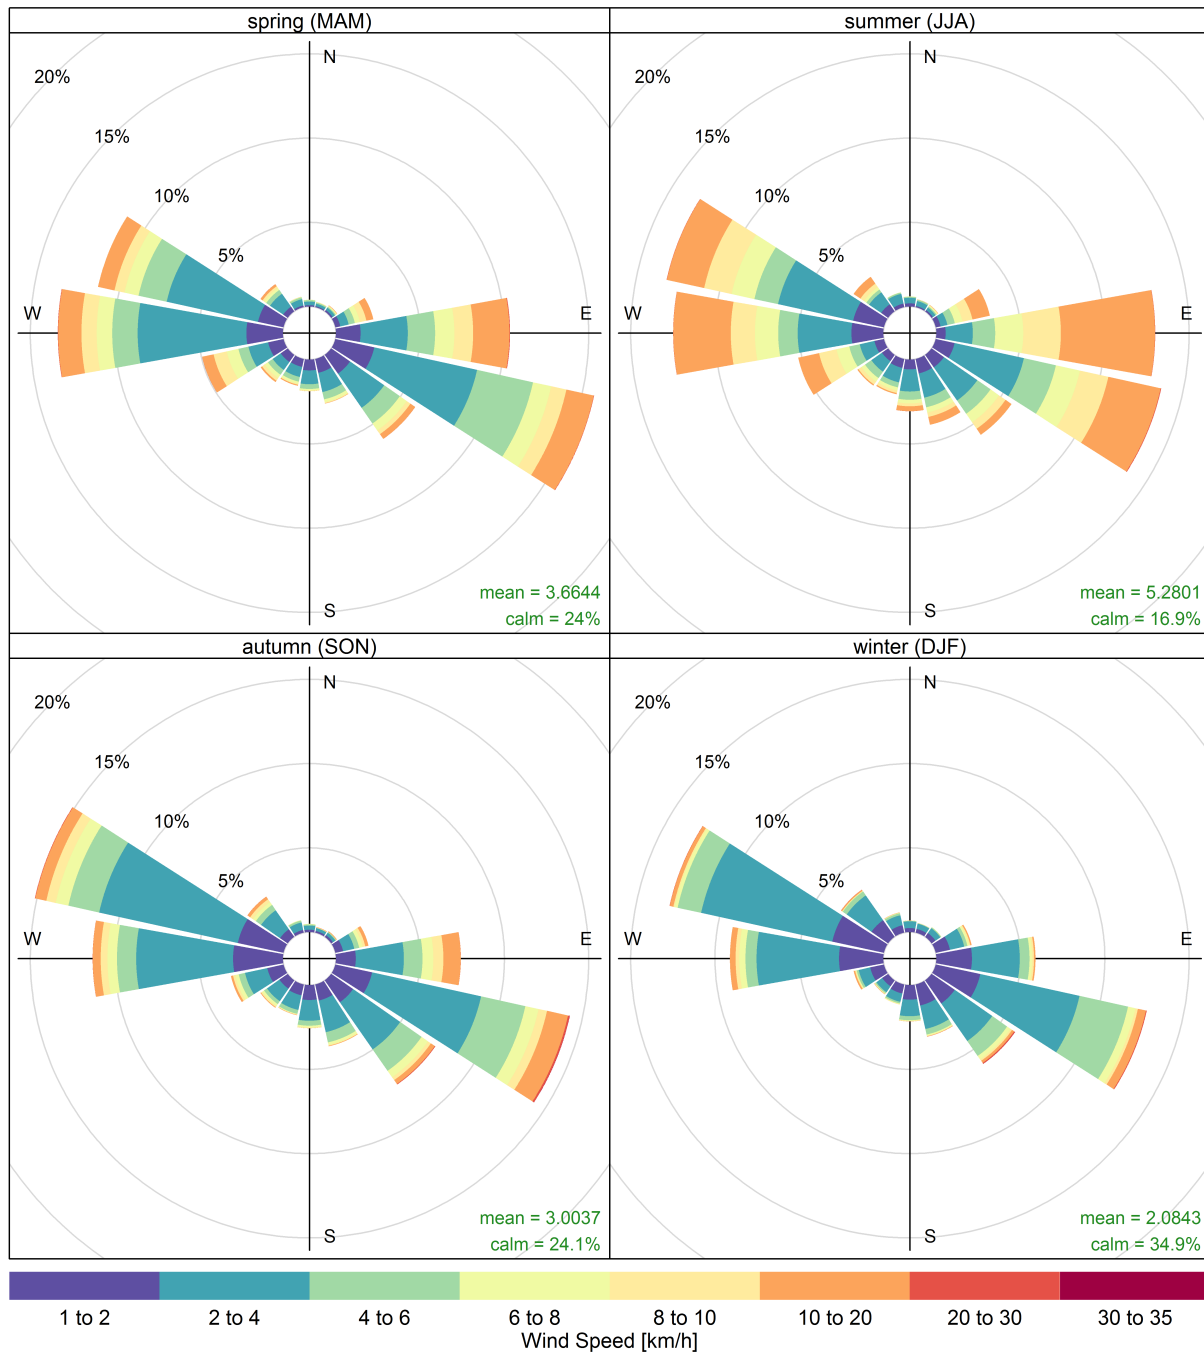 spring (MAM)
summer (JJA)
20%
15%
10%
5%
N
W
E
S
mean = 3.6644
calm = 24%
20%
15%
10%
5%
N
W
E
S
mean = 5.2801
calm = 16.9%
autumn (SON)
winter (DJF)
20%
15%
10%
5%
N
W
E
S
mean = 3.0037
calm = 24.1%
20%
15%
10%
5%
N
W
E
S
mean = 2.0843
calm = 34.9%
1 to 2 2 to 4 4 to 6 6 to 8 8 to 10 10 to 20 20 to 30 30 to 35
Wind Speed [km/h]